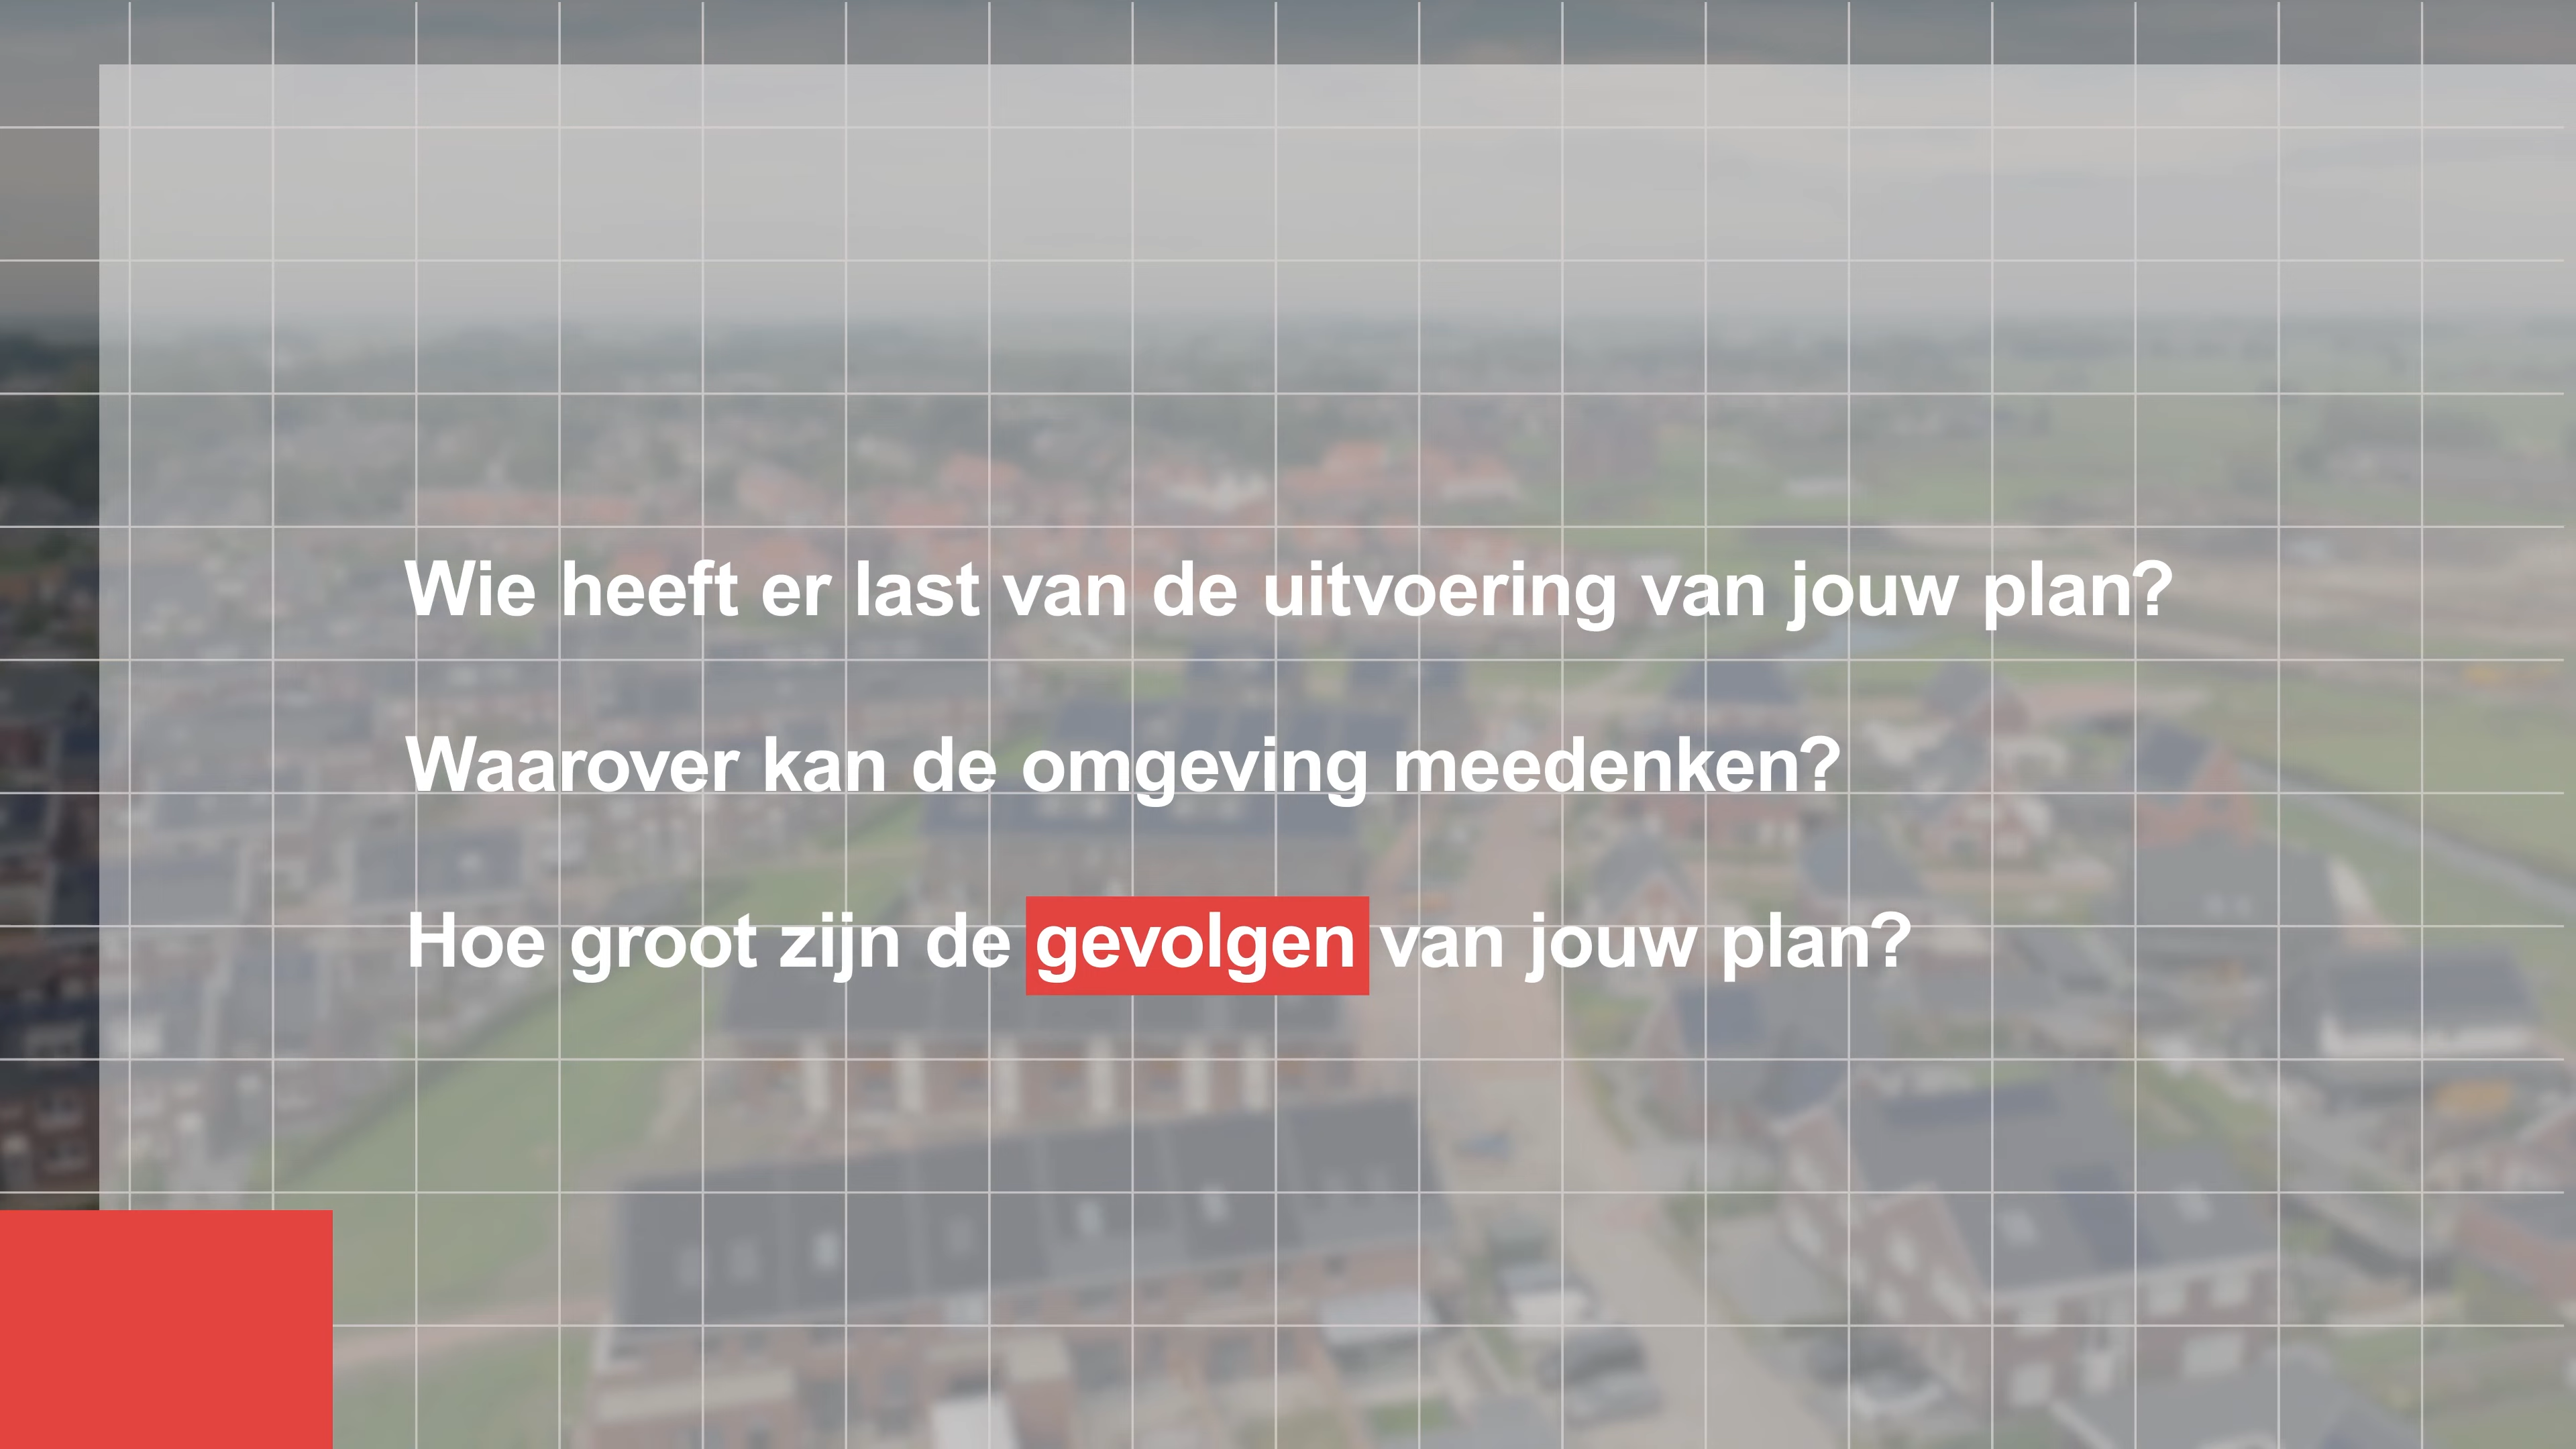 Wie heeft er last van de uitvoering van jouw plan?
Waarover kan de omgeving meedenken?
Hoe groot zijn de gevolgen van jouw plan?